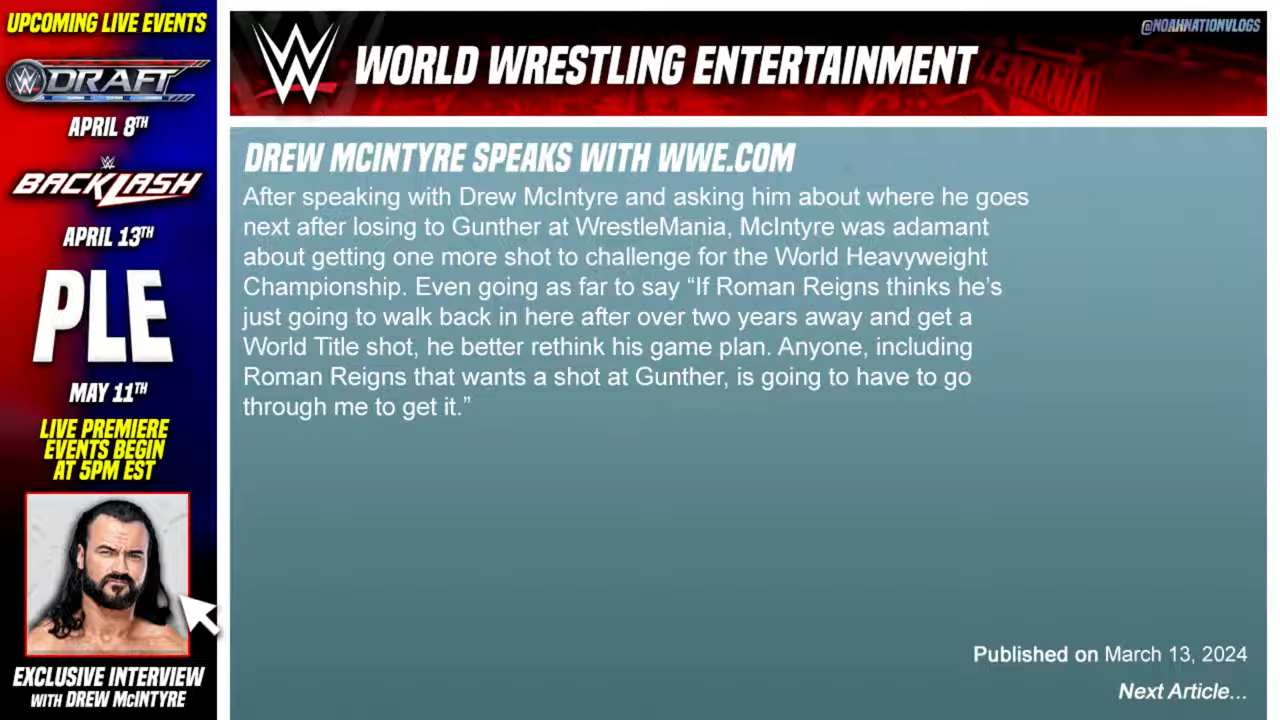 UPCOMING LIVE EVENTS
W DRAFT
APRIL 8TH
W
BACKLASH
APRIL 13TH
PLE
MAY 11TH
LIVE PREMIERE
EVENTS BEGIN
AT 5PM EST
EXCLUSIVE INTERVIEW
WITH DREW McINTYRE
@NOAHNATIONVLOGS
W WORLD WRESTLING ENTERTAINMENT
LEMANIA
DREW MCINTYRE SPEAKS WITH WWE.COM
After speaking with Drew McIntyre and asking him about where he goes
next after losing to Gunther at WrestleMania, McIntyre was adamant
about getting one more shot to challenge for the World Heavyweight
Championship. Even going as far to say “If Roman Reigns thinks he’s
just going to walk back in here after over two years away and get a
World Title shot, he better rethink his game plan. Anyone, including
Roman Reigns that wants a shot at Gunther, is going to have to go
through me to get it.”
Published on March 13, 2024
Next Article...